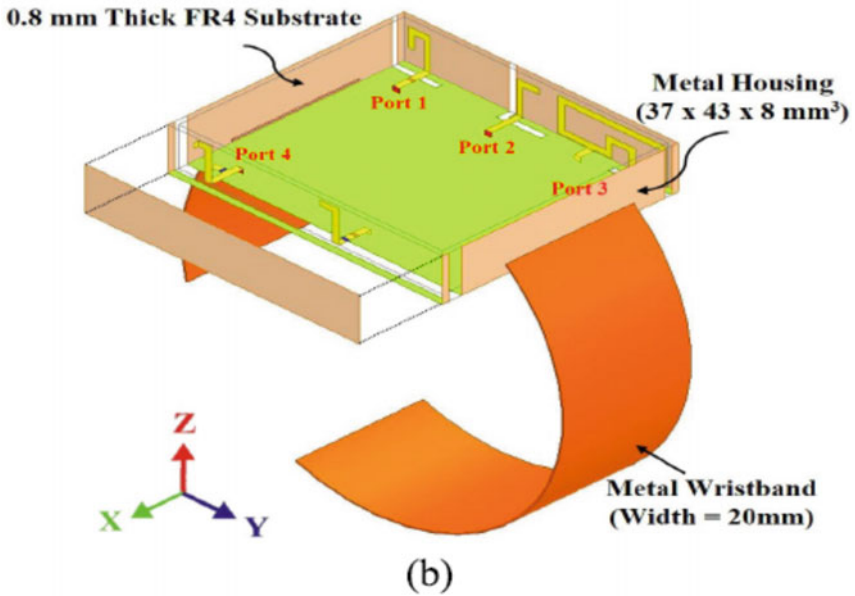 0.8 mm Thick FR4 Substrate
Metal Housing
(37 x 43 x 8 mm³)
Port 1
Port 2
Port 4
Port 3
Z
X
Y
Metal Wristband
(Width = 20mm)
(b)